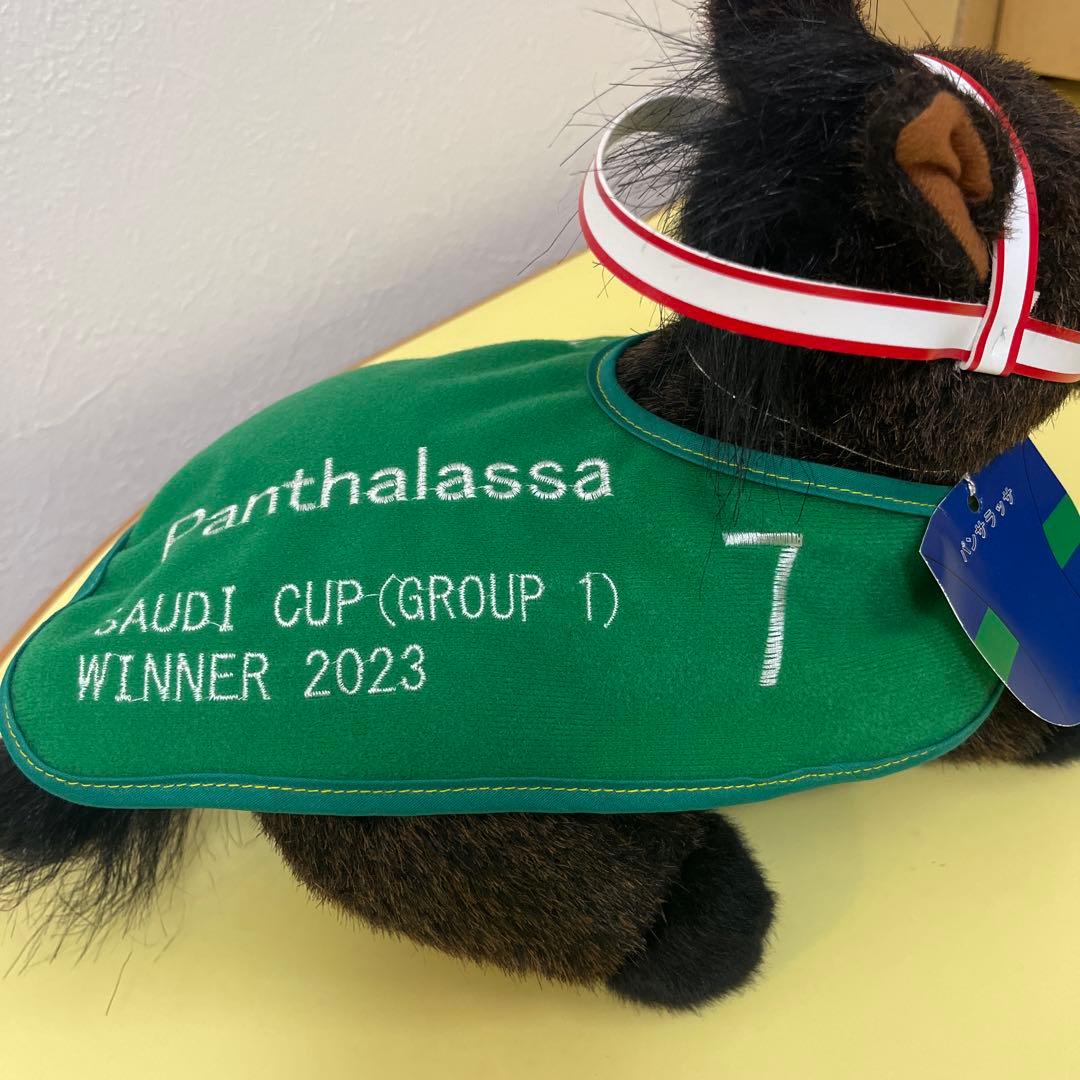 Panthalassa
SAUDI CUP (GROUP 1)
WINNER 2023
7
パンサラッサ